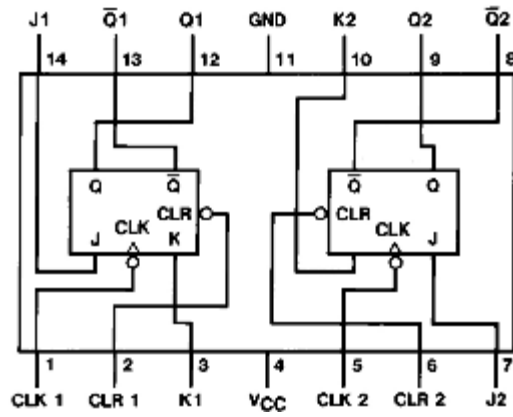 J1 Q̅1 Q1 GND K2 Q2 Q̅2
14 13 12 11 10 9 8
Q Q̅ Q̅ Q
CLR CLR
CLK CLK
J K J
1 2 3 4 5 6 7
CLK 1 CLR 1 K1 VCC CLK 2 CLR 2 J2